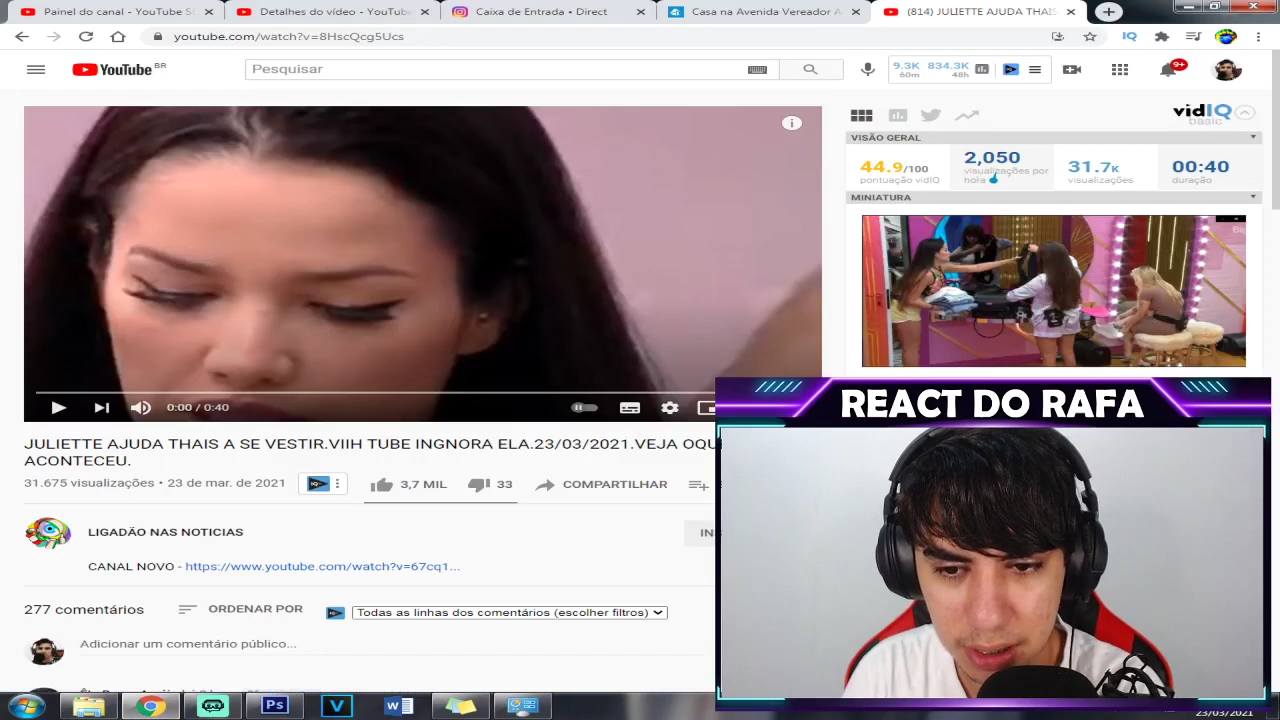 Painel do canal - YouTube S
Detalhes do vídeo - YouTube
Caixa de Entrada • Direct
Casa na Avenida Vereador A
(814) JULIETTE AJUDA THAIS
youtube.com/watch?v=8HscQcg5Ucs
IQ
YouTube BR
Pesquisar
9.3K 60m
834.3K 48h
9+
vidIQ
basic
VISÃO GERAL
44.9/100
pontuação vidIQ
2,050
visualizações por hora
31.7K
visualizações
00:40
duração
MINIATURA
0:00 / 0:40
JULIETTE AJUDA THAIS A SE VESTIR.VIIH TUBE INGNORA ELA.23/03/2021.VEJA OQU
ACONTECEU.
31.675 visualizações • 23 de mar. de 2021
3,7 MIL
33
COMPARTILHAR
LIGADÃO NAS NOTICIAS
CANAL NOVO - https://www.youtube.com/watch?v=67cq1...
277 comentários
ORDENAR POR
Todas as linhas dos comentários (escolher filtros)
Adicionar um comentário público...
REACT DO RAFA
Ps
V
W
23/03/2021